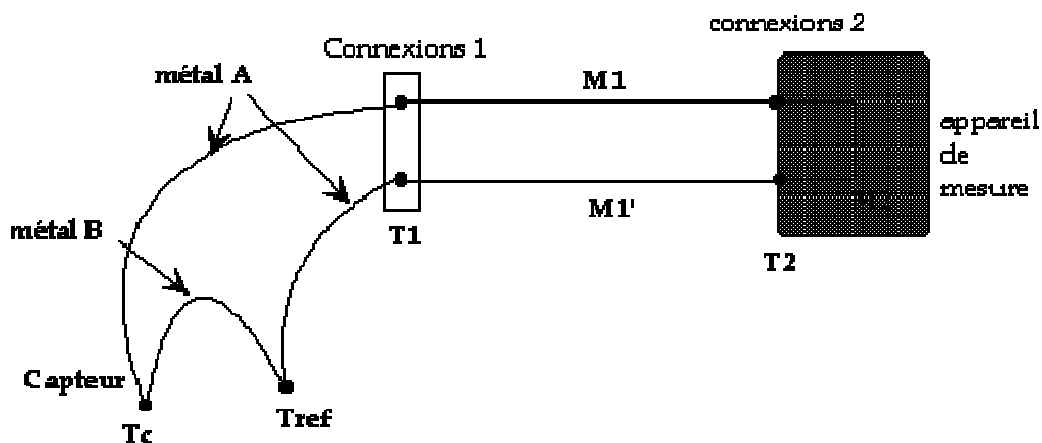 connexions 2
Connexions 1
métal A
M1
appareil
de
mesure
M1'
métal B
T1
T2
Capteur
Tref
Tc